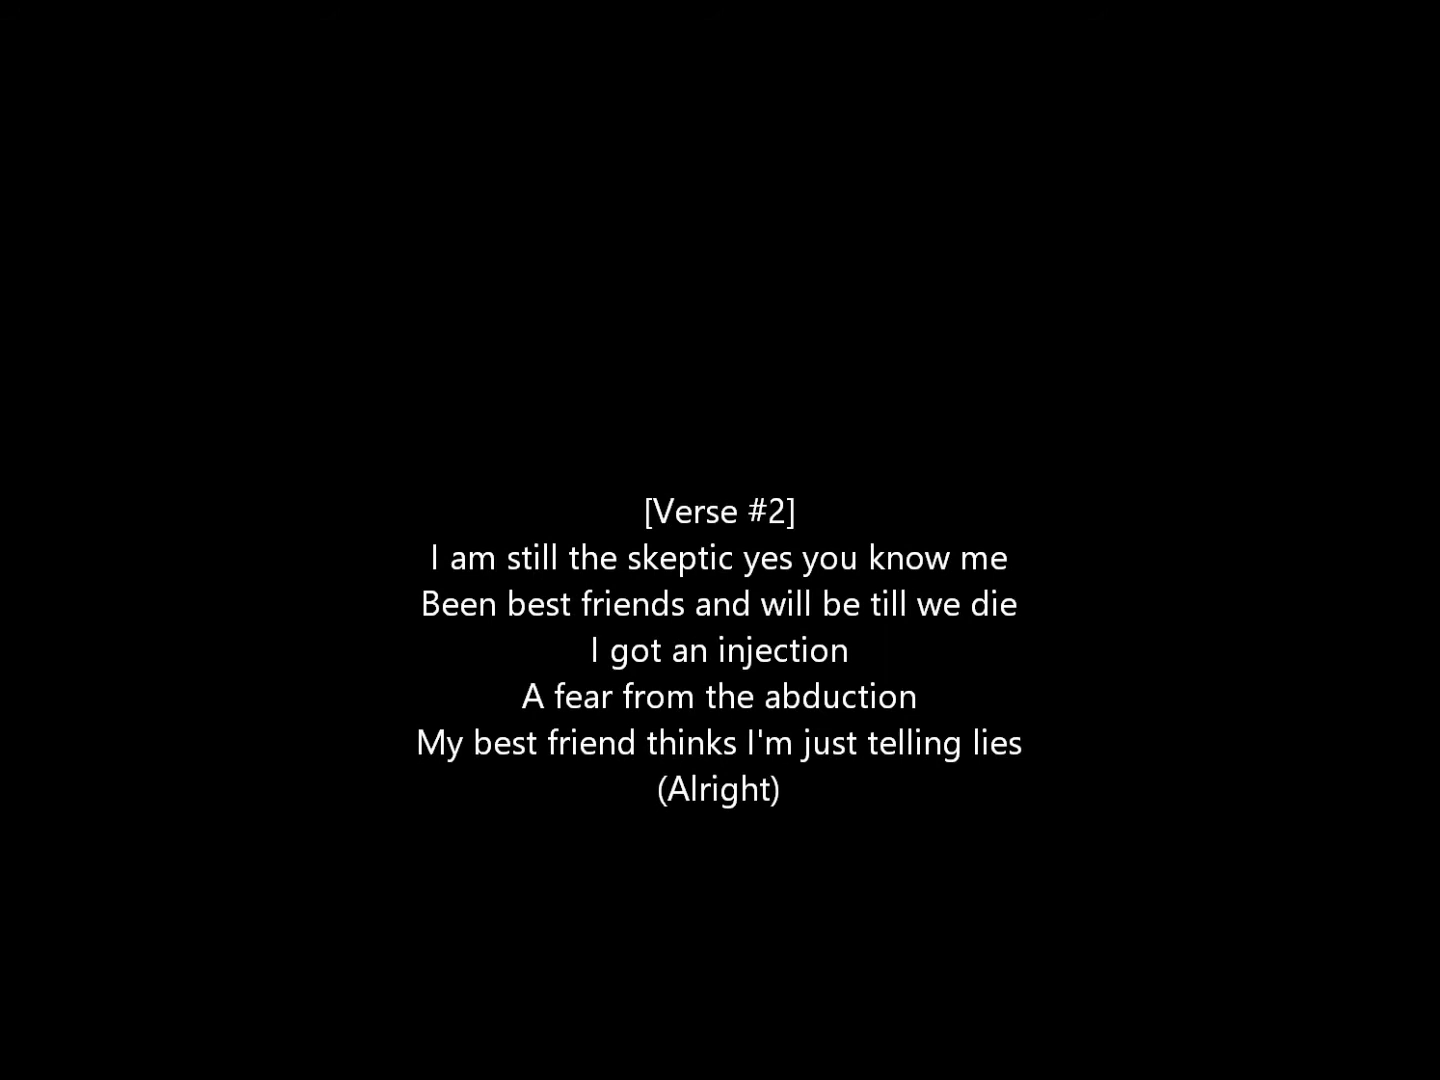 [Verse #2]
I am still the skeptic yes you know me
Been best friends and will be till we die
I got an injection
A fear from the abduction
My best friend thinks I'm just telling lies
(Alright)